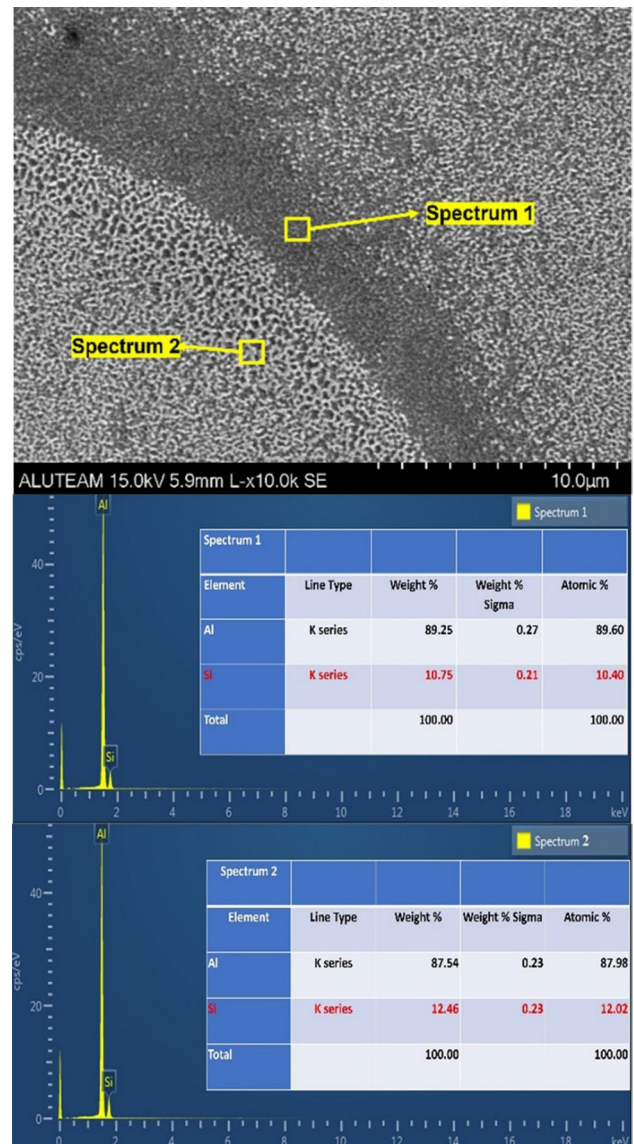 Spectrum 1
Spectrum 2
ALUTEAM 15.0kV 5.9mm L-x10.0k SE 10.0µm
Al
Spectrum 1
Spectrum 1
Element Line Type Weight % Weight % Sigma Atomic %
Al K series 89.25 0.27 89.60
Si K series 10.75 0.21 10.40
Total 100.00 100.00
cps/eV
40
20
0
Si
0 2 4 6 8 10 12 14 16 18 keV
Al
Spectrum 2
Spectrum 2
Element Line Type Weight % Weight % Sigma Atomic %
Al K series 87.54 0.23 87.98
Si K series 12.46 0.23 12.02
Total 100.00 100.00
cps/eV
40
20
0
Si
0 2 4 6 8 10 12 14 16 18 keV